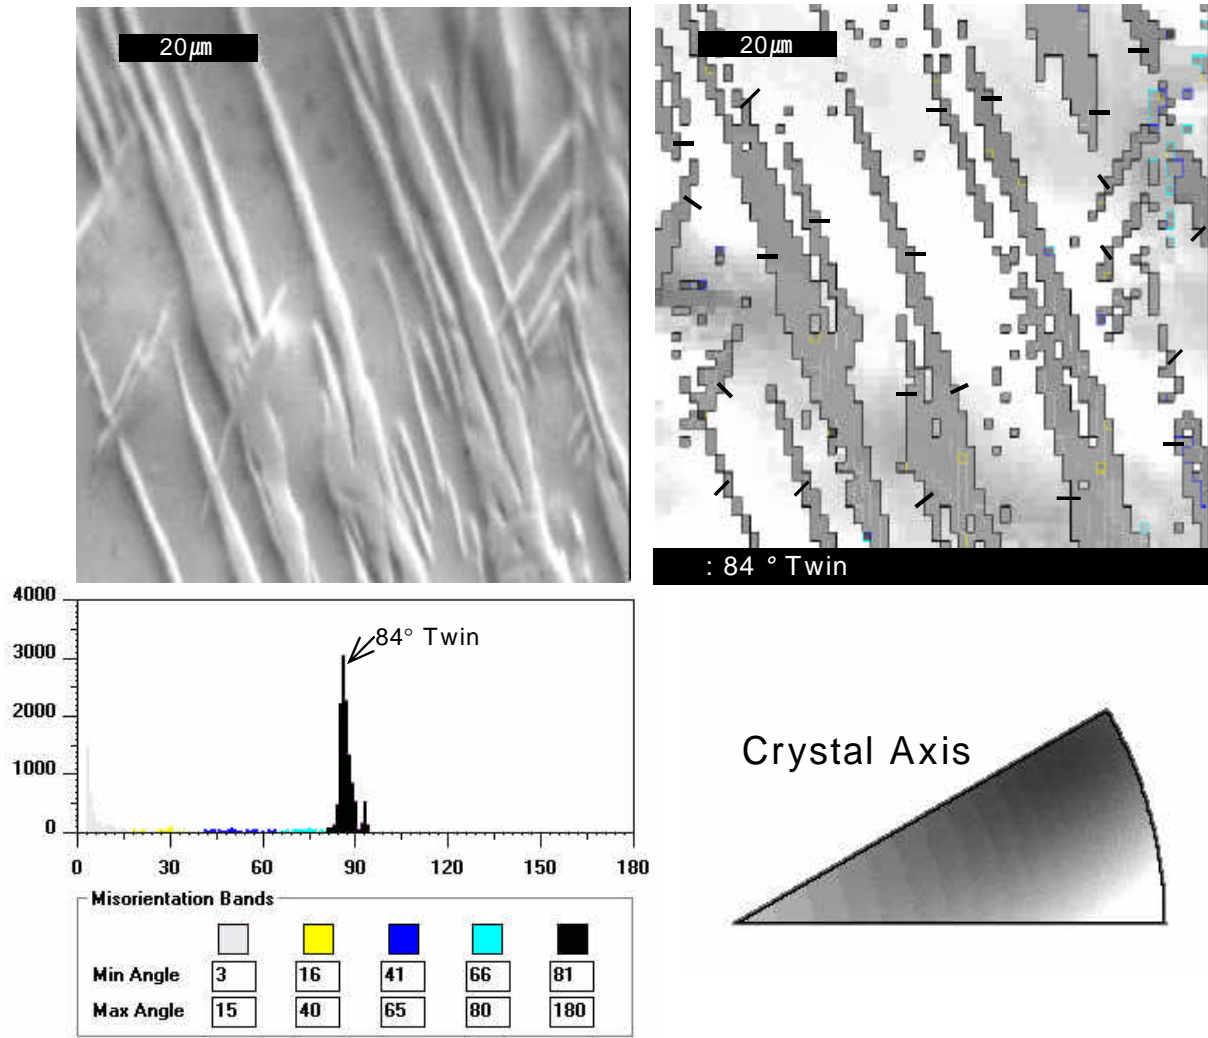 20μm
20μm
: 84 ° Twin
4000
3000
2000
1000
0
84° Twin
0 30 60 90 120 150 180
Misorientation Bands
Min Angle 3 16 41 66 81
Max Angle 15 40 65 80 180
Crystal Axis